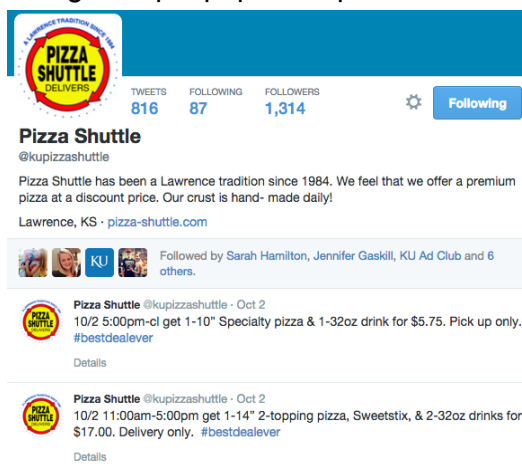 A LAWRENCE TRADITION SINCE 1984
PIZZA
SHUTTLE
DELIVERS
TWEETS
816
FOLLOWING
87
FOLLOWERS
1,314
Following
Pizza Shuttle
@kupizzashuttle
Pizza Shuttle has been a Lawrence tradition since 1984. We feel that we offer a premium
pizza at a discount price. Our crust is hand- made daily!
Lawrence, KS · pizza-shuttle.com
KU
Followed by Sarah Hamilton, Jennifer Gaskill, KU Ad Club and 6
others.
PIZZA
SHUTTLE
Pizza Shuttle @kupizzashuttle · Oct 2
10/2 5:00pm-cl get 1-10" Specialty pizza & 1-32oz drink for $5.75. Pick up only.
#bestdealever
Details
PIZZA
SHUTTLE
Pizza Shuttle @kupizzashuttle · Oct 2
10/2 11:00am-5:00pm get 1-14" 2-topping pizza, Sweetstix, & 2-32oz drinks for
$17.00. Delivery only. #bestdealever
Details